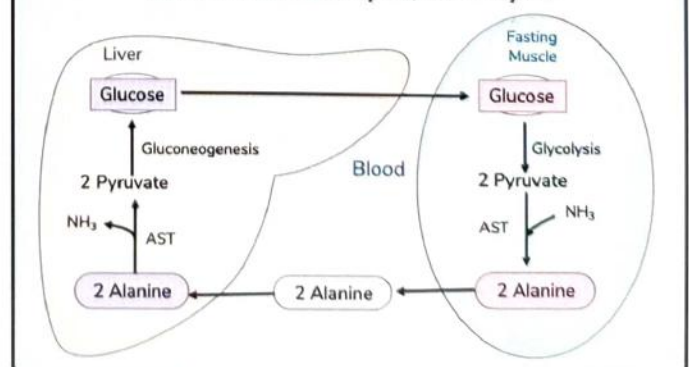 Liver
Fasting
Muscle
Glucose
Glucose
Gluconeogenesis
Glycolysis
Blood
2 Pyruvate
2 Pyruvate
NH₃
AST
AST
NH₃
2 Alanine
2 Alanine
2 Alanine